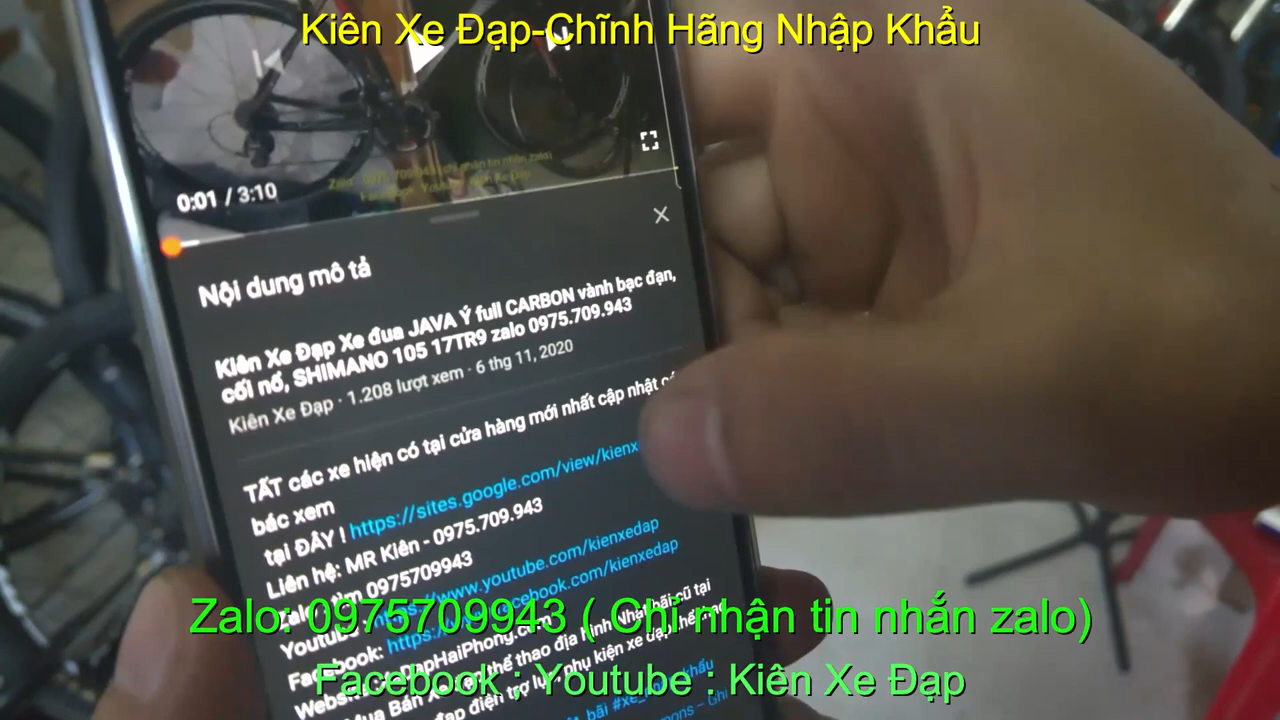 Kiên Xe Đạp-Chĩnh Hãng Nhập Khẩu
0:01 / 3:10
Nội dung mô tả
Kiên Xe Đạp Xe đua JAVA Ý full CARBON vành bạc đạn,
cối nổ, SHIMANO 105 17TR9 zalo 0975.709.943
Kiên Xe Đạp · 1.208 lượt xem · 6 thg 11, 2020
TẤT các xe hiện có tại cửa hàng mới nhất cập nhật
bác xem
tại ĐÂY ! https://sites.google.com/view/kienx
Liên hệ: MR Kiên - 0975.709.943
Zalo tìm 0975709943
Youtube https://www.youtube.com/kienxedap
Facebook: https://www.facebook.com/kienxedap
Zalo: 0975709943 ( Chỉ nhận tin nhắn zalo)
Facebook ; Youtube : Kiên Xe Đạp